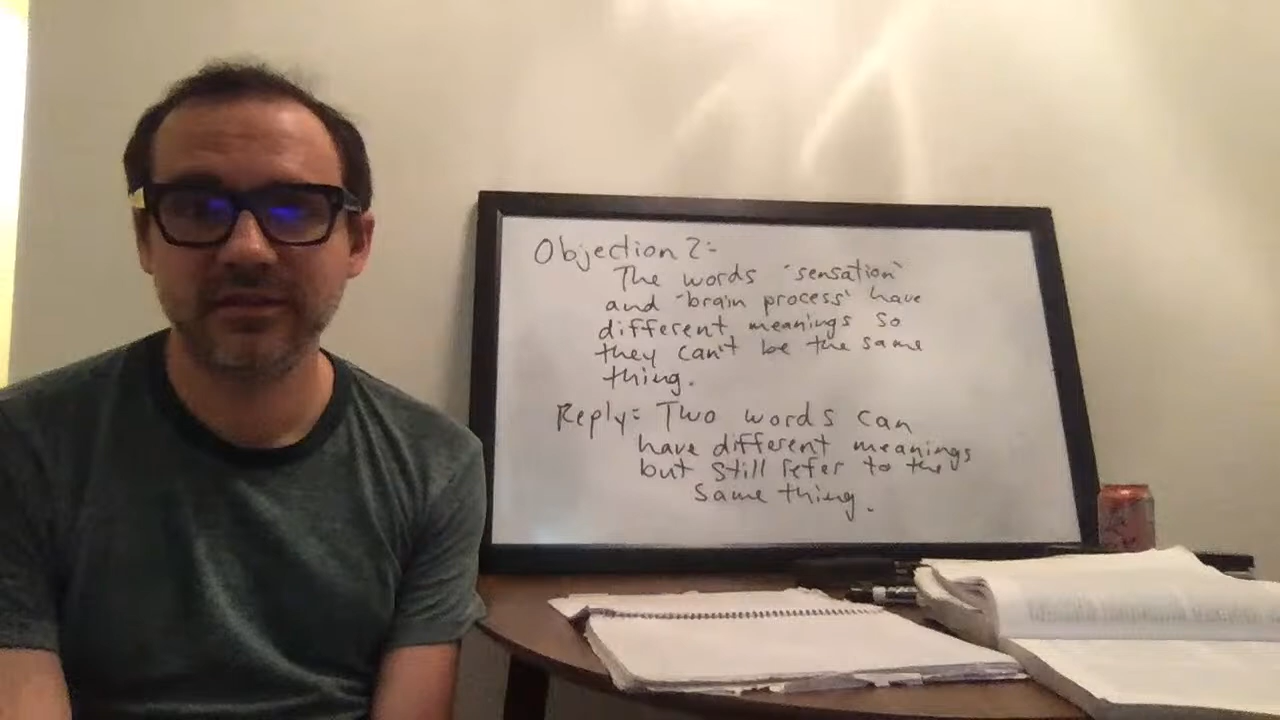 Objection 2:
The words "sensation"
and "brain process" have
different meanings so
they can't be the same
thing.
Reply: Two words can
have different meanings
but still refer to the
same thing.